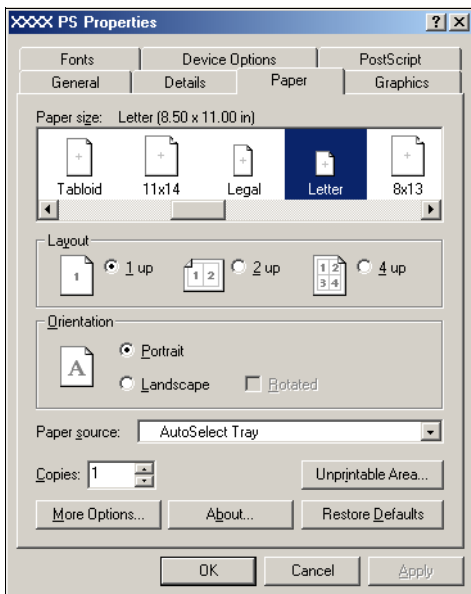 XXXX PS Properties
? X
Fonts Device Options PostScript
General Details Paper Graphics
Paper size: Letter (8.50 x 11.00 in)
Tabloid 11x14 Legal Letter 8x13
Layout
1 1 up 1 2 2 up 1 2 3 4 4 up
Orientation
A Portrait
Landscape Rotated
Paper source: AutoSelect Tray
Copies: 1 Unprintable Area...
More Options... About... Restore Defaults
OK Cancel Apply